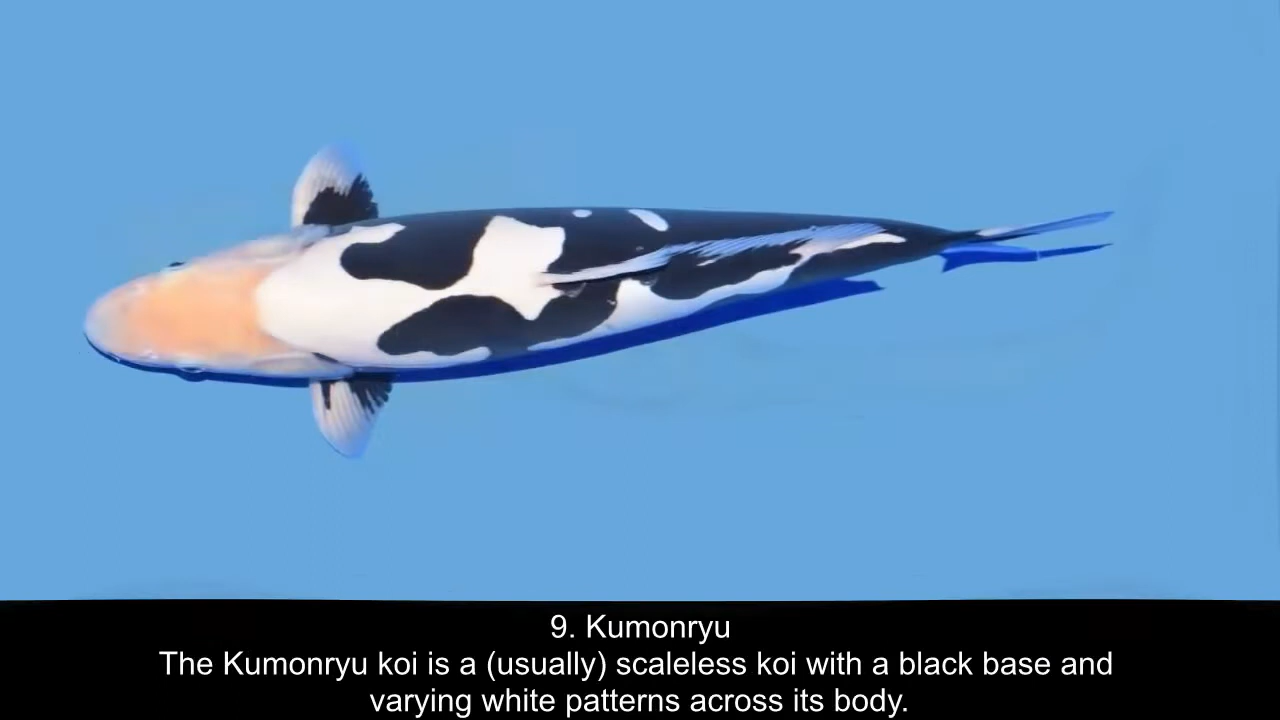 9. Kumonryu
The Kumonryu koi is a (usually) scaleless koi with a black base and
varying white patterns across its body.